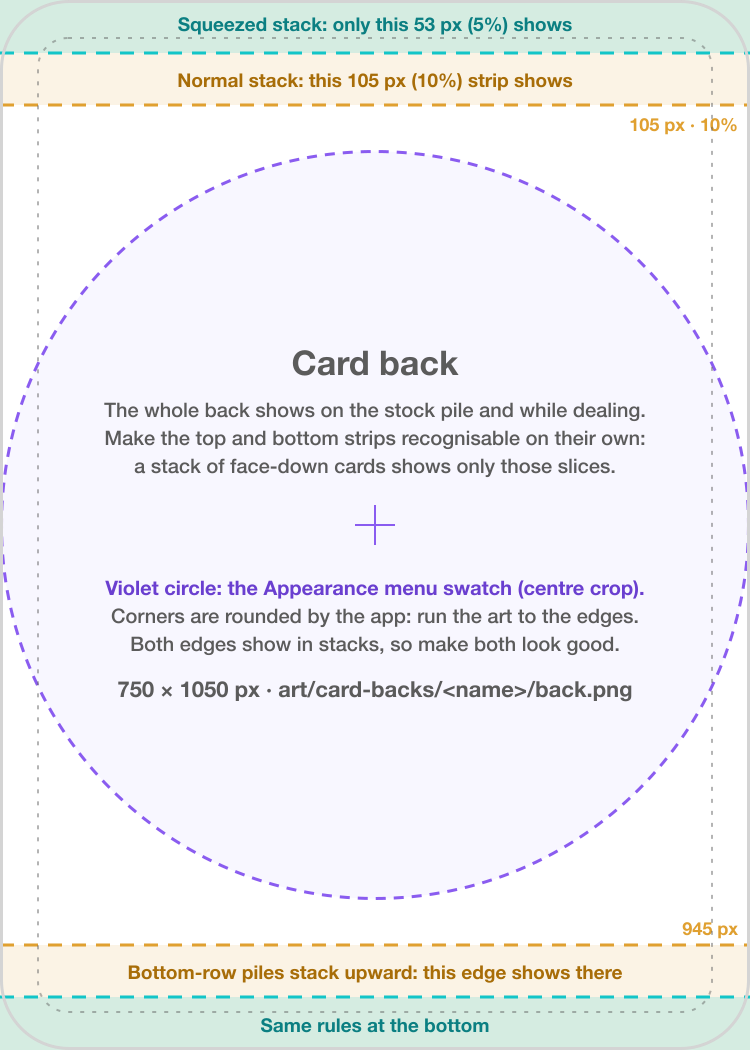 Squeezed stack: only this 53 px (5%) shows
Normal stack: this 105 px (10%) strip shows
105 px · 10%
Card back
The whole back shows on the stock pile and while dealing.
Make the top and bottom strips recognisable on their own:
a stack of face-down cards shows only those slices.
Violet circle: the Appearance menu swatch (centre crop).
Corners are rounded by the app: run the art to the edges.
Both edges show in stacks, so make both look good.
750 × 1050 px · art/card-backs/<name>/back.png
945 px
Bottom-row piles stack upward: this edge shows there
Same rules at the bottom